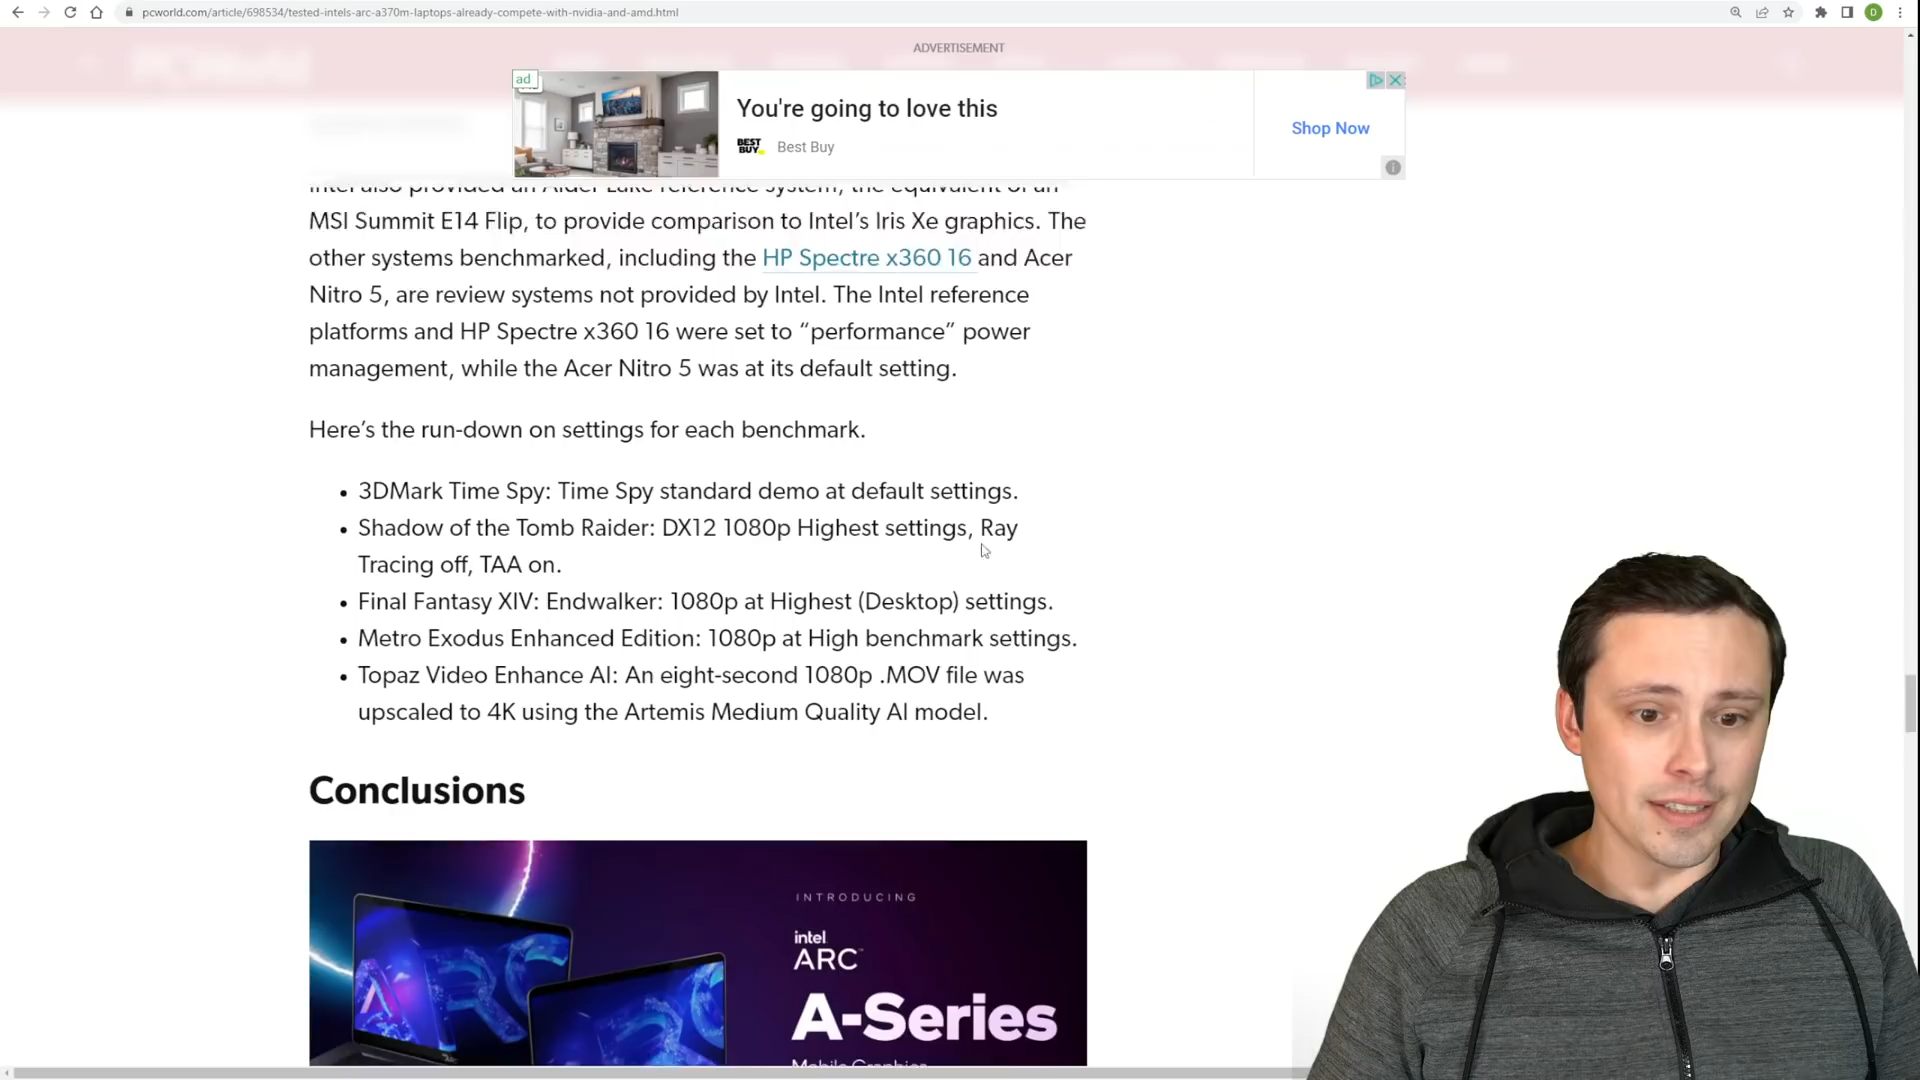 pcworld.com/article/698534/tested-intels-arc-a370m-laptops-already-compete-with-nvidia-and-amd.html
D
PCWorld
ADVERTISEMENT
ad
You're going to love this
BEST BUY
Best Buy
Shop Now
Intel also provided an Alder Lake reference system, the equivalent of an
MSI Summit E14 Flip, to provide comparison to Intel’s Iris Xe graphics. The
other systems benchmarked, including the HP Spectre x360 16 and Acer
Nitro 5, are review systems not provided by Intel. The Intel reference
platforms and HP Spectre x360 16 were set to “performance” power
management, while the Acer Nitro 5 was at its default setting.
Here’s the run-down on settings for each benchmark.
• 3DMark Time Spy: Time Spy standard demo at default settings.
• Shadow of the Tomb Raider: DX12 1080p Highest settings, Ray
Tracing off, TAA on.
• Final Fantasy XIV: Endwalker: 1080p at Highest (Desktop) settings.
• Metro Exodus Enhanced Edition: 1080p at High benchmark settings.
• Topaz Video Enhance AI: An eight-second 1080p .MOV file was
upscaled to 4K using the Artemis Medium Quality AI model.
Conclusions
INTRODUCING
intel
ARC™
A-Series
Mobile Graphics